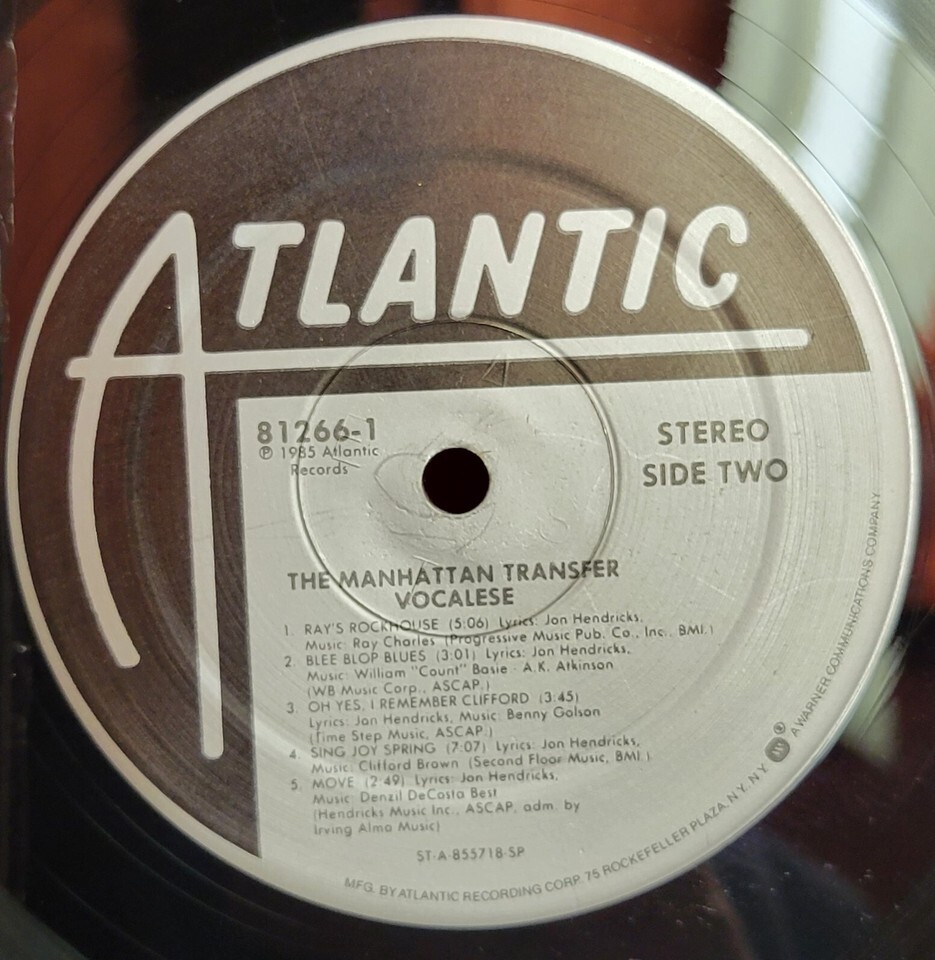 ATLANTIC
81266-1
℗ 1985 Atlantic
Records
STEREO
SIDE TWO
THE MANHATTAN TRANSFER
VOCALESE
1. RAY'S ROCKHOUSE (5:06) Lyrics: Jon Hendricks,
Music: Ray Charles (Progressive Music Pub. Co., Inc., BMI.)
2. BLEE BLOP BLUES (3:01) Lyrics: Jon Hendricks,
Music: William "Count" Basie - A.K. Atkinson
(WB Music Corp., ASCAP.)
3. OH YES, I REMEMBER CLIFFORD (3:45)
Lyrics: Jon Hendricks, Music: Benny Golson
(Time Step Music, ASCAP.)
4. SING JOY SPRING (7:07) Lyrics: Jon Hendricks,
Music: Clifford Brown (Second Floor Music, BMI.)
5. MOVE (2:49) Lyrics: Jon Hendricks,
Music: Denzil DeCosta Best
(Hendricks Music Inc., ASCAP, adm. by
Irving Alma Music)
ST-A-855718-SP
MFG. BY ATLANTIC RECORDING CORP. 75 ROCKEFELLER PLAZA, N.Y. N.Y. ® A WARNER COMMUNICATIONS COMPANY